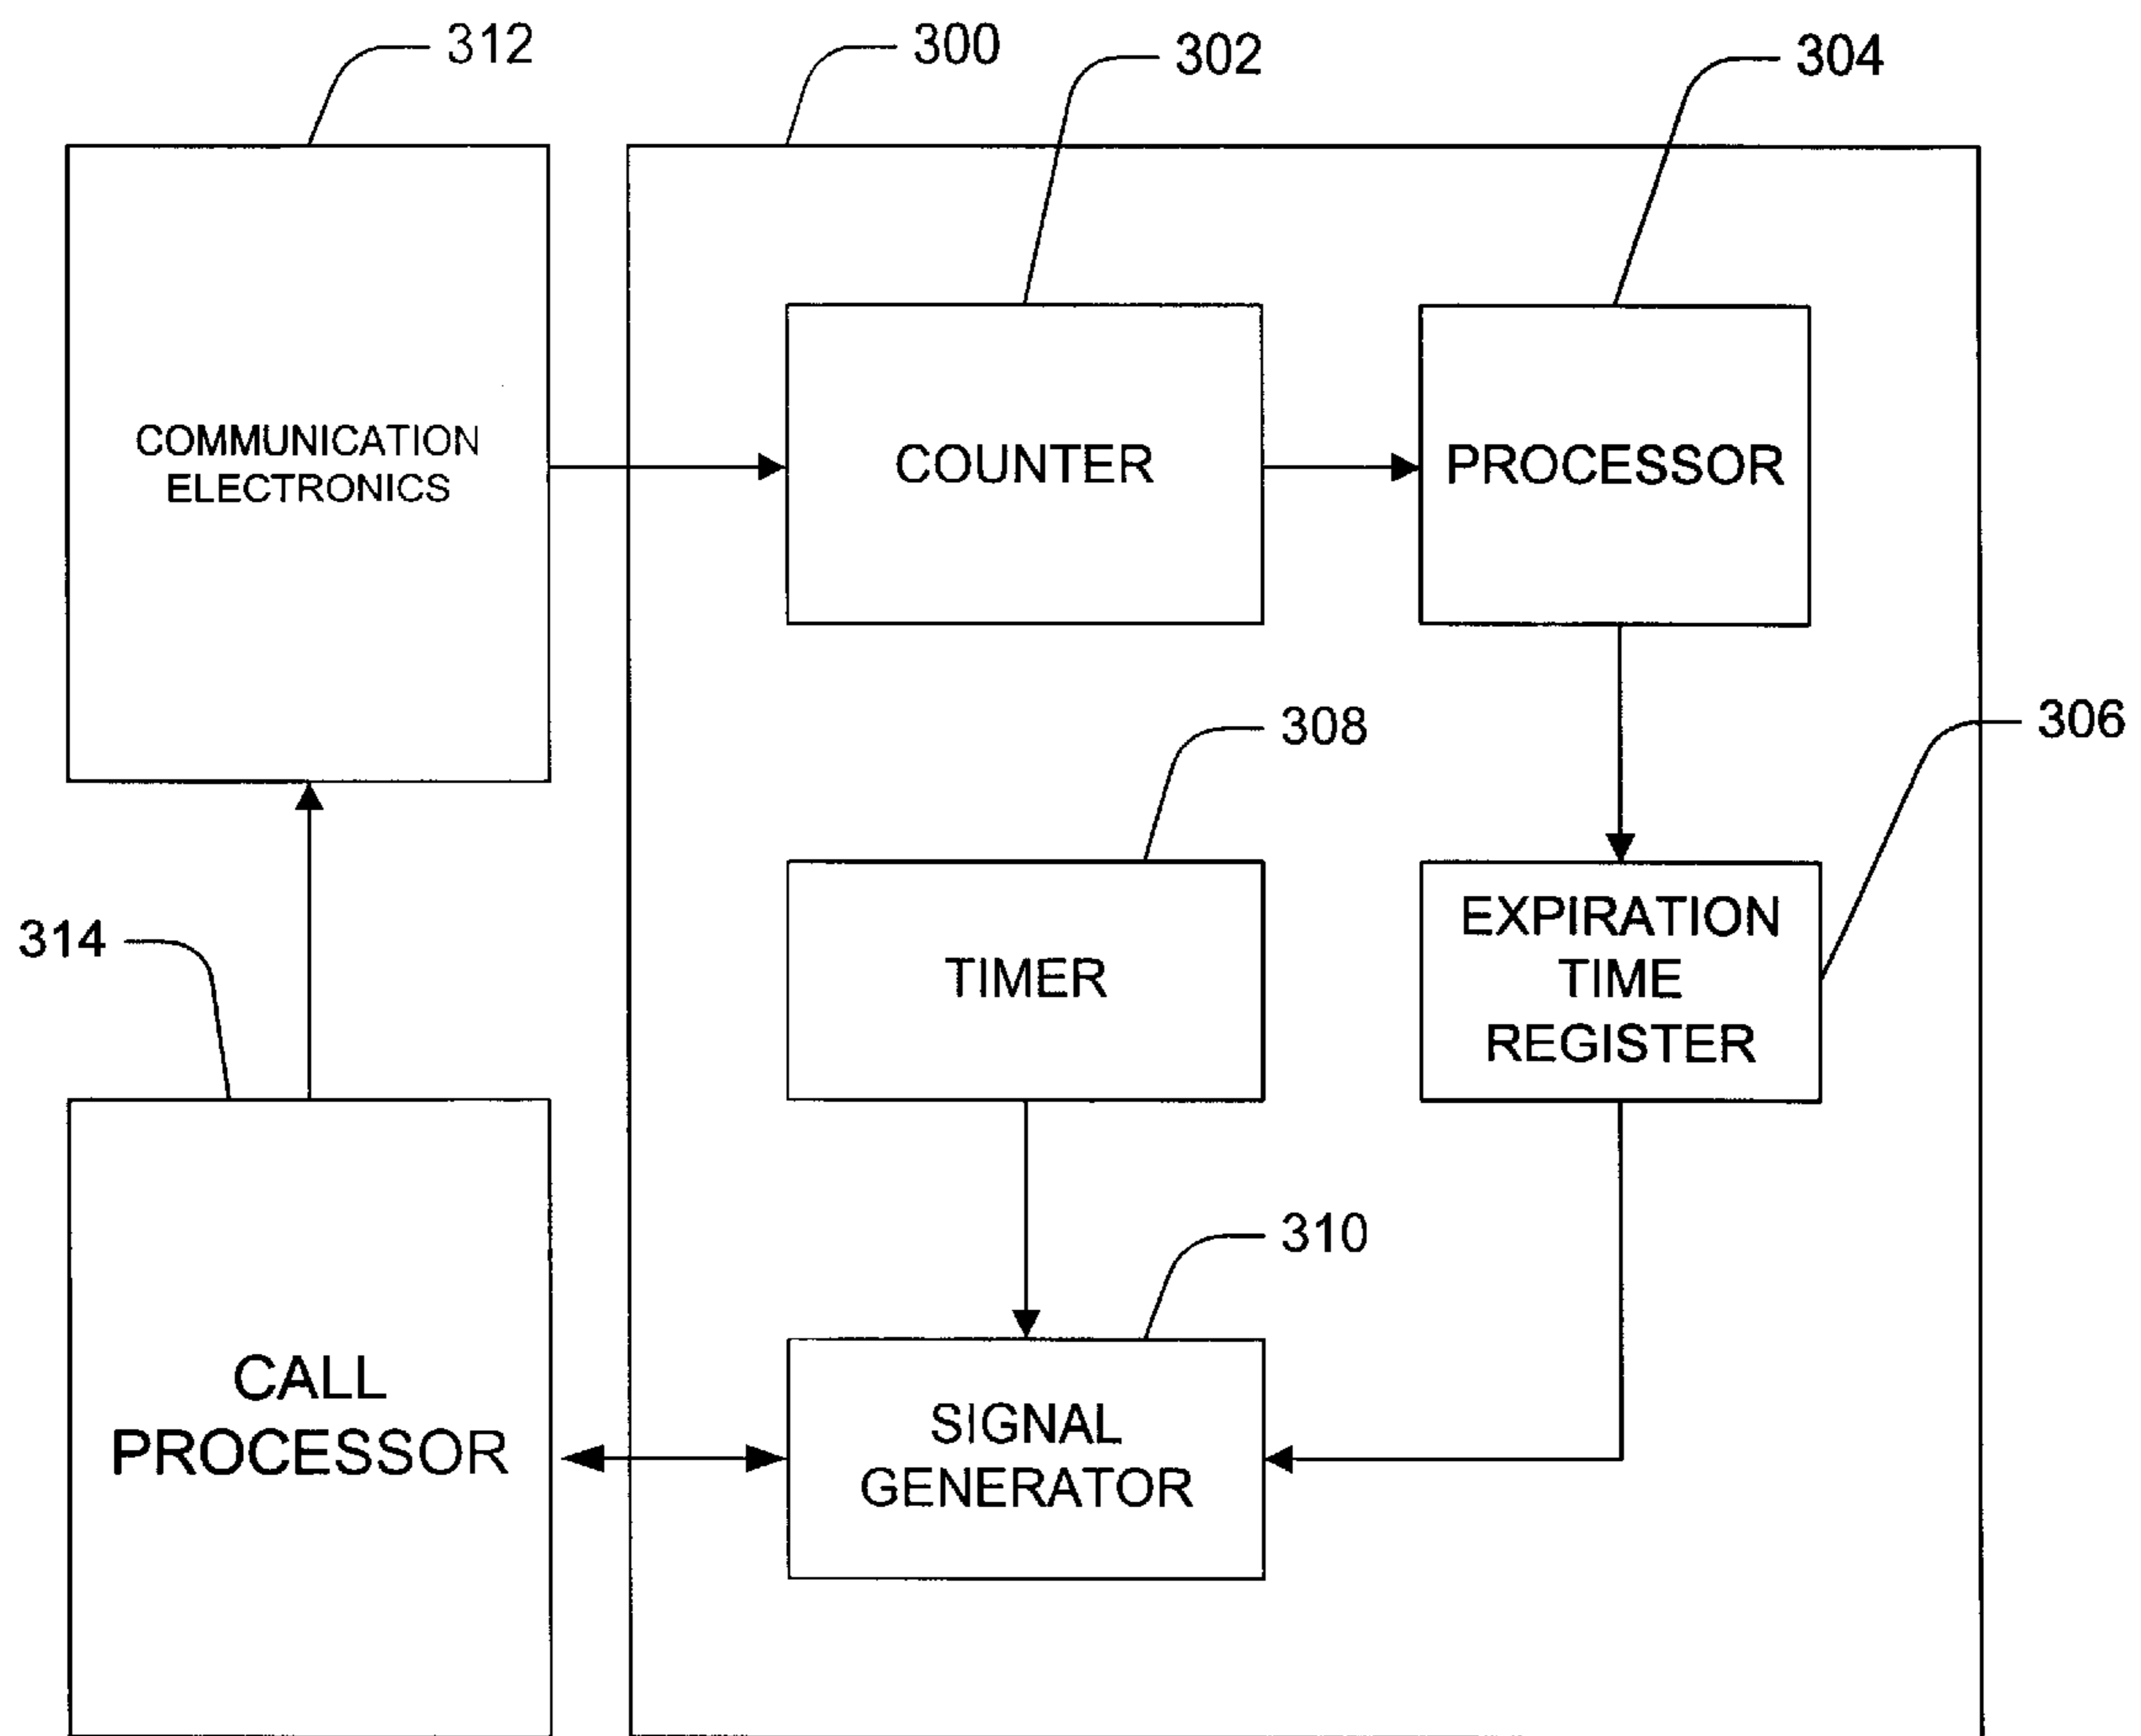 312
300
302
304
COMMUNICATION
ELECTRONICS
COUNTER
PROCESSOR
308
306
314
TIMER
EXPIRATION
TIME
REGISTER
310
CALL
PROCESSOR
SIGNAL
GENERATOR